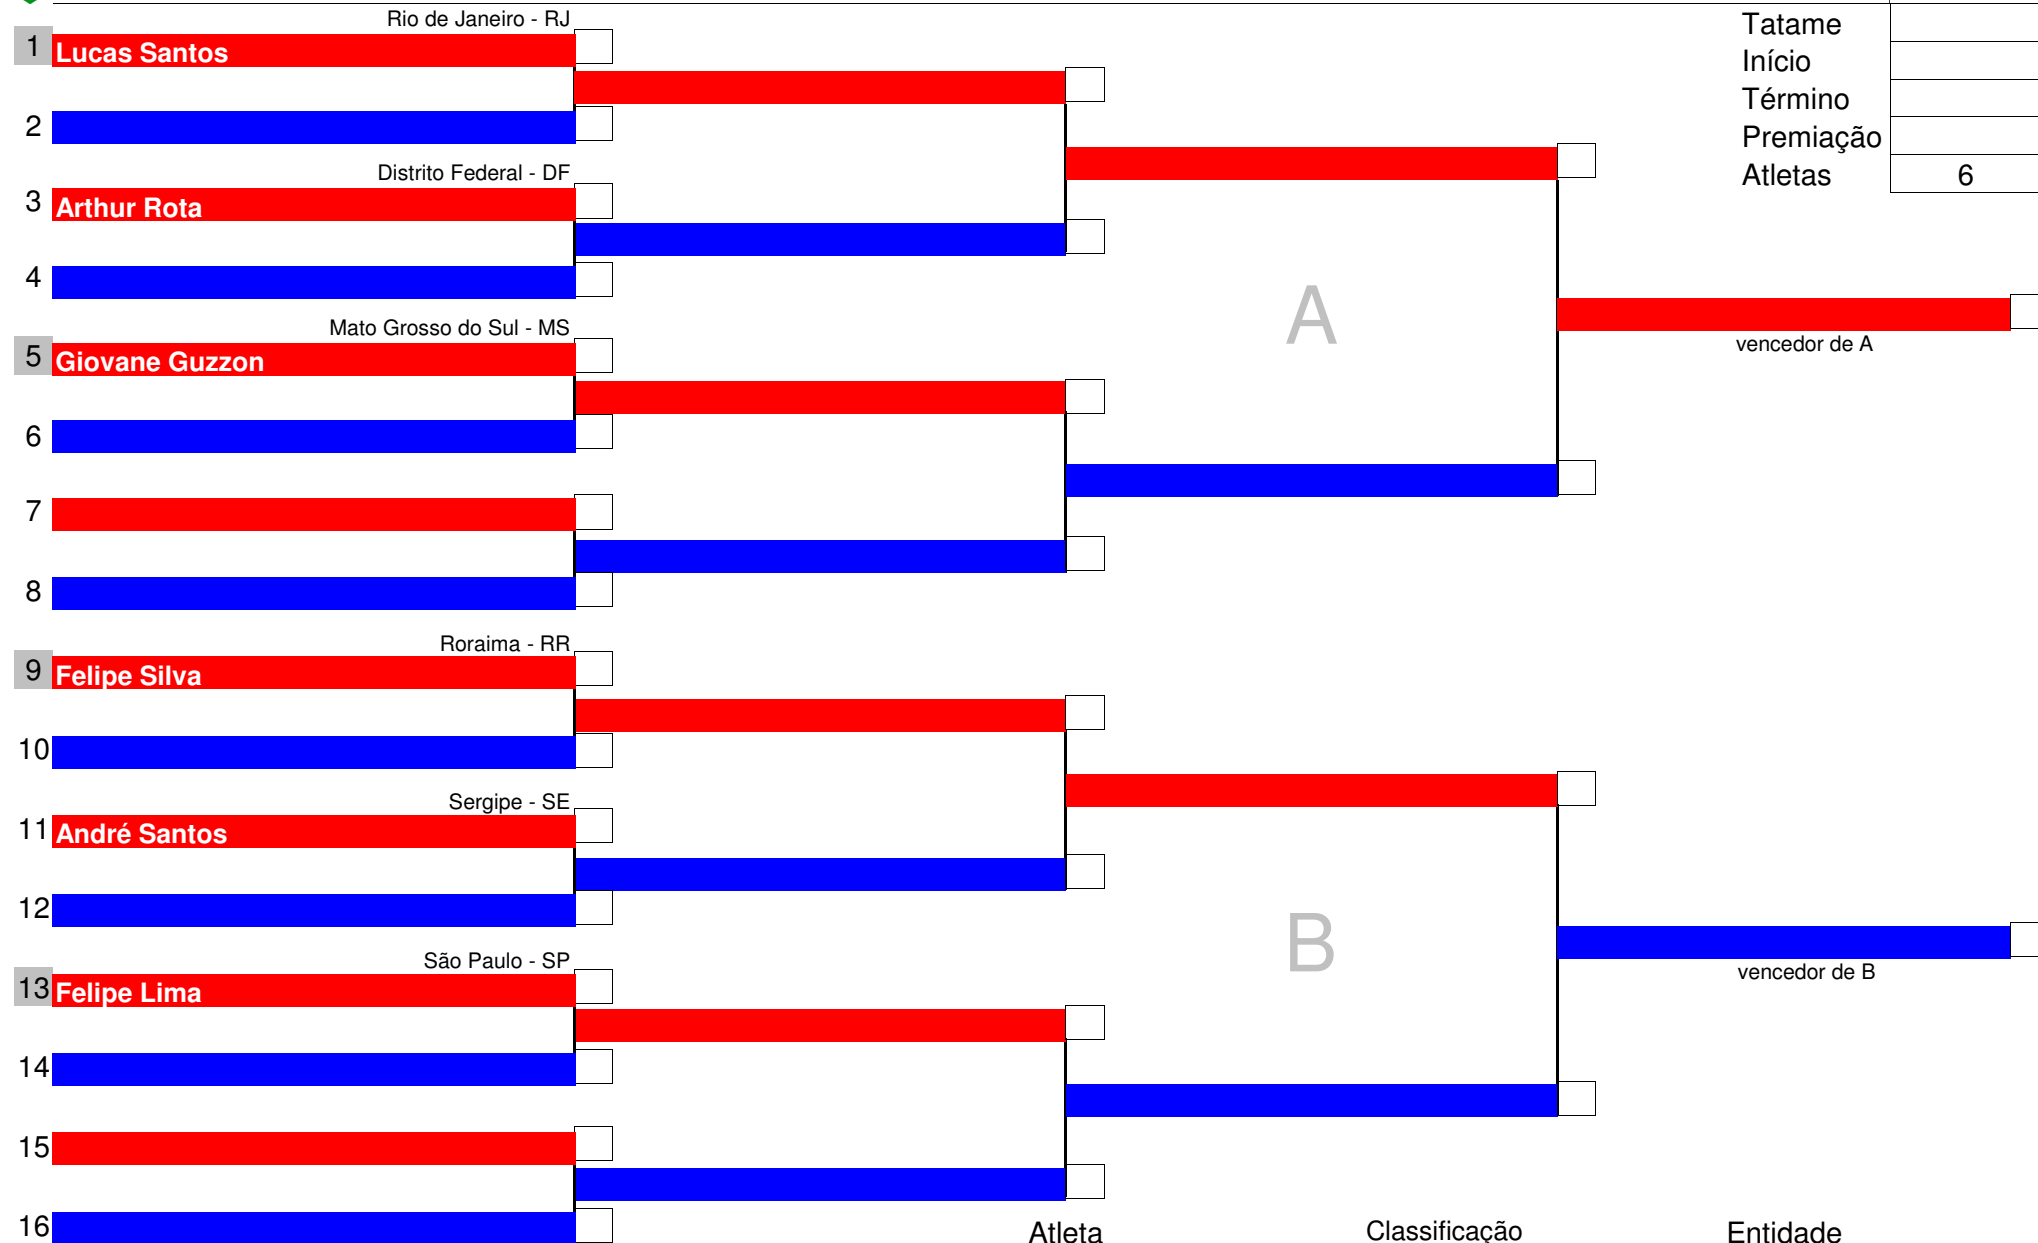 Rio de Janeiro - RJ
1 Lucas Santos
2
Distrito Federal - DF
3 Arthur Rota
4
Mato Grosso do Sul - MS
5 Giovane Guzzon
6
7
8
Roraima - RR
9 Felipe Silva
10
Sergipe - SE
11 André Santos
12
São Paulo - SP
13 Felipe Lima
14
15
16
A
B
vencedor de A
vencedor de B
Tatame
Início
Término
Premiação
Atletas 6
Atleta Classificação Entidade